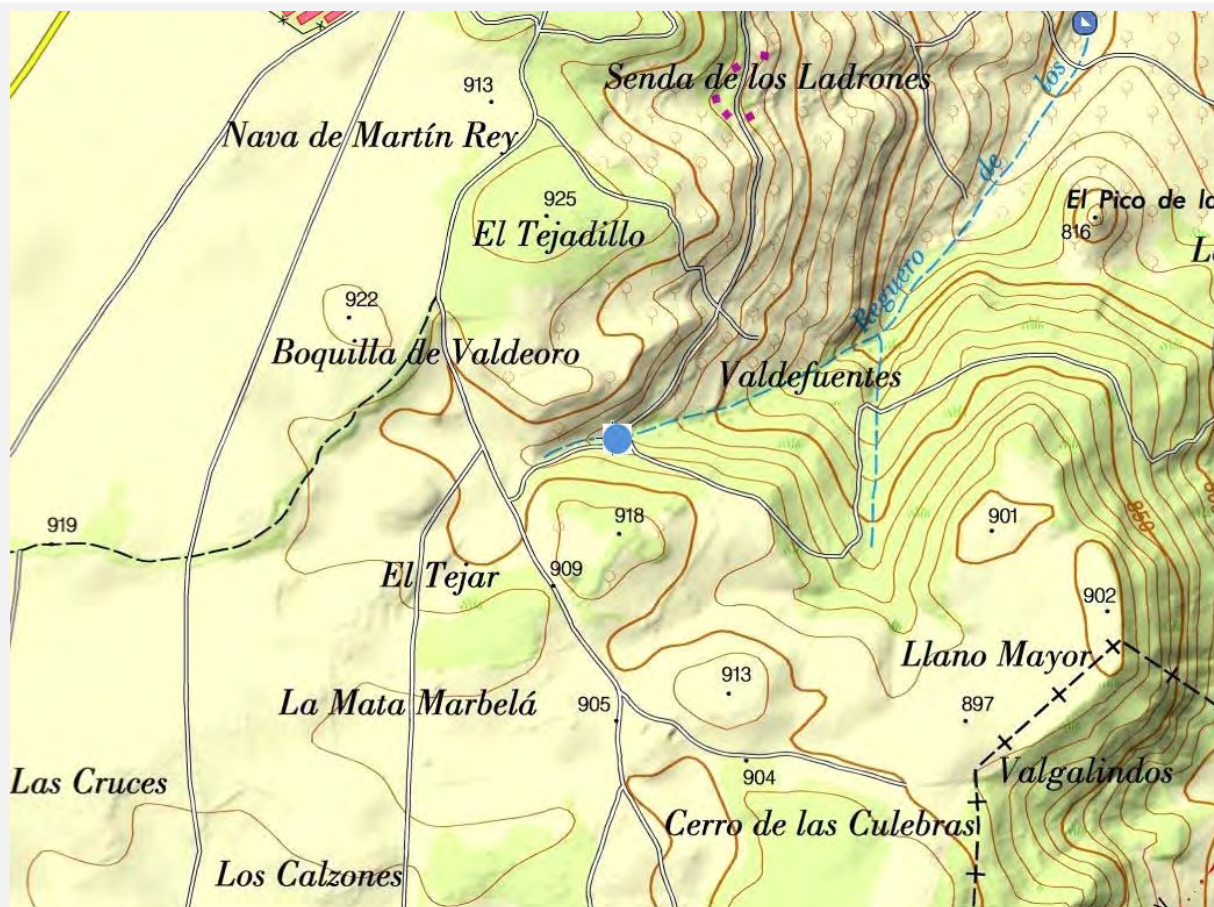 Senda de los Ladrones
913
los
Nava de Martín Rey
de
925
El Pico de la
816
El Tejadillo
Reguero
922
Boquilla de Valdeoro
Valdefuentes
918
901
850
919
El Tejar
909
902
Llano Mayor
913
La Mata Marbelá
905
897
904
Valgalindos
Las Cruces
Cerro de las Culebras
Los Calzones